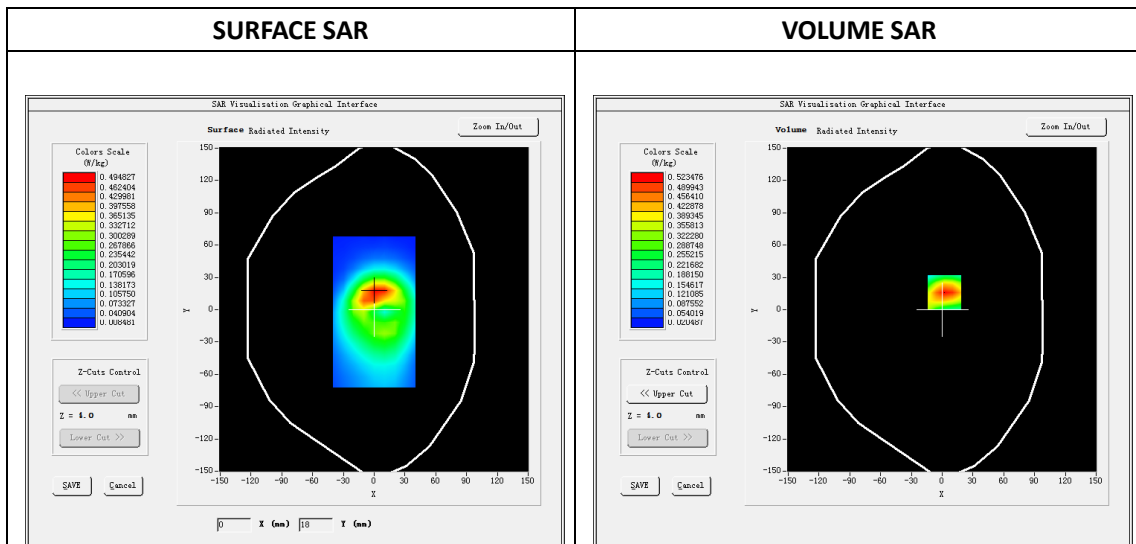 SURFACE SAR
VOLUME SAR
SAR Visualisation Graphical Interface
Surface Radiated Intensity
Zoom In/Out
Colors Scale
(W/kg)
0.494827
0.462404
0.429981
0.397558
0.365135
0.332712
0.300289
0.267866
0.235442
0.203019
0.170596
0.138173
0.105750
0.073327
0.040904
0.008481
Z-Cuts Control
<< Upper Cut
Z = 4.0 mm
Lower Cut >>
SAVE
Cancel
150
120
90
60
30
0
-30
-60
-90
-120
-150
Y
-150 -120 -90 -60 -30 0 30 60 90 120 150
X
0 X (mm) 18 Y (mm)
SAR Visualisation Graphical Interface
Volume Radiated Intensity
Zoom In/Out
Colors Scale
(W/kg)
0.523476
0.489943
0.456410
0.422878
0.389345
0.355813
0.322280
0.288748
0.255215
0.221682
0.188150
0.154617
0.121085
0.087552
0.054019
0.020487
Z-Cuts Control
<< Upper Cut
Z = 4.0 mm
Lower Cut >>
SAVE
Cancel
150
120
90
60
30
0
-30
-60
-90
-120
-150
Y
-150 -120 -90 -60 -30 0 30 60 90 120 150
X